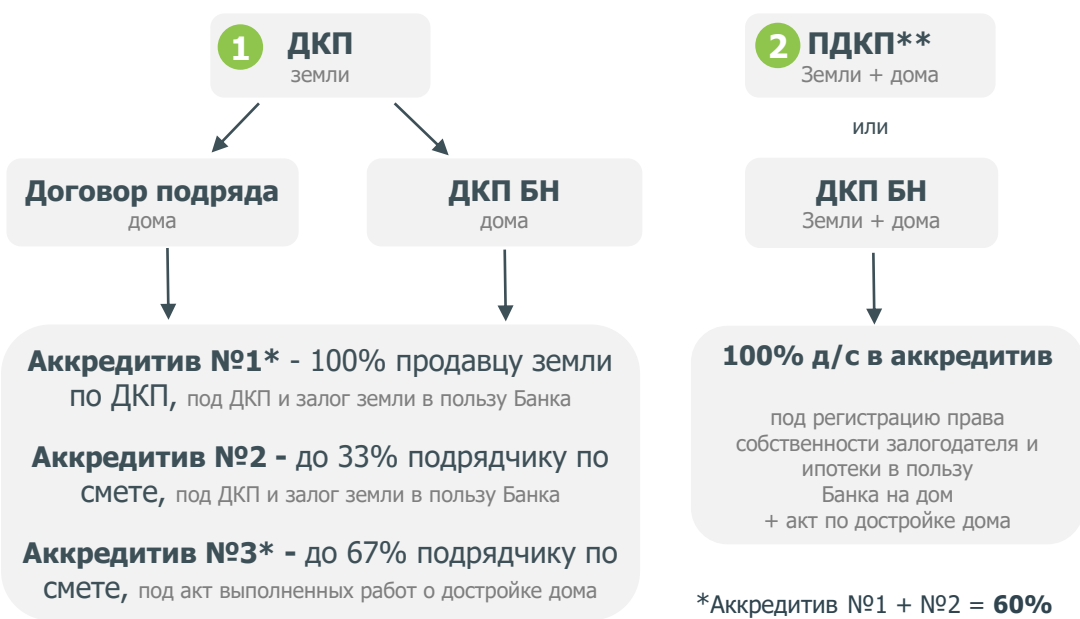 1 ДКП
земли
2 ПДКП**
Земли + дома
или
Договор подряда
дома
ДКП БН
дома
ДКП БН
Земли + дома
Аккредитив №1* - 100% продавцу земли
по ДКП, под ДКП и залог земли в пользу Банка
Аккредитив №2 - до 33% подрядчику по
смете, под ДКП и залог земли в пользу Банка
Аккредитив №3* - до 67% подрядчику по
смете, под акт выполненных работ о достройке дома
100% д/с в аккредитив
под регистрацию права
собственности залогодателя и
ипотеки в пользу
Банка на дом
+ акт по достройке дома
*Аккредитив №1 + №2 = 60%